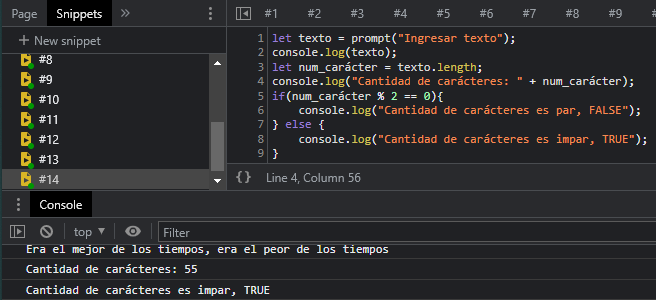 Page Snippets » #1 #2 #3 #4 #5 #6 #7 #8 #9
+ New snippet
#8
#9
#10
#11
#12
#13
#14
1 let texto = prompt("Ingresar texto");
2 console.log(texto);
3 let num_carácter = texto.length;
4 console.log("Cantidad de carácteres: " + num_carácter);
5 if(num_carácter % 2 == 0){
6 console.log("Cantidad de carácteres es par, FALSE");
7 } else {
8 console.log("Cantidad de carácteres es impar, TRUE");
9 }
{} Line 4, Column 56
Console
top Filter
Era el mejor de los tiempos, era el peor de los tiempos
Cantidad de carácteres: 55
Cantidad de carácteres es impar, TRUE